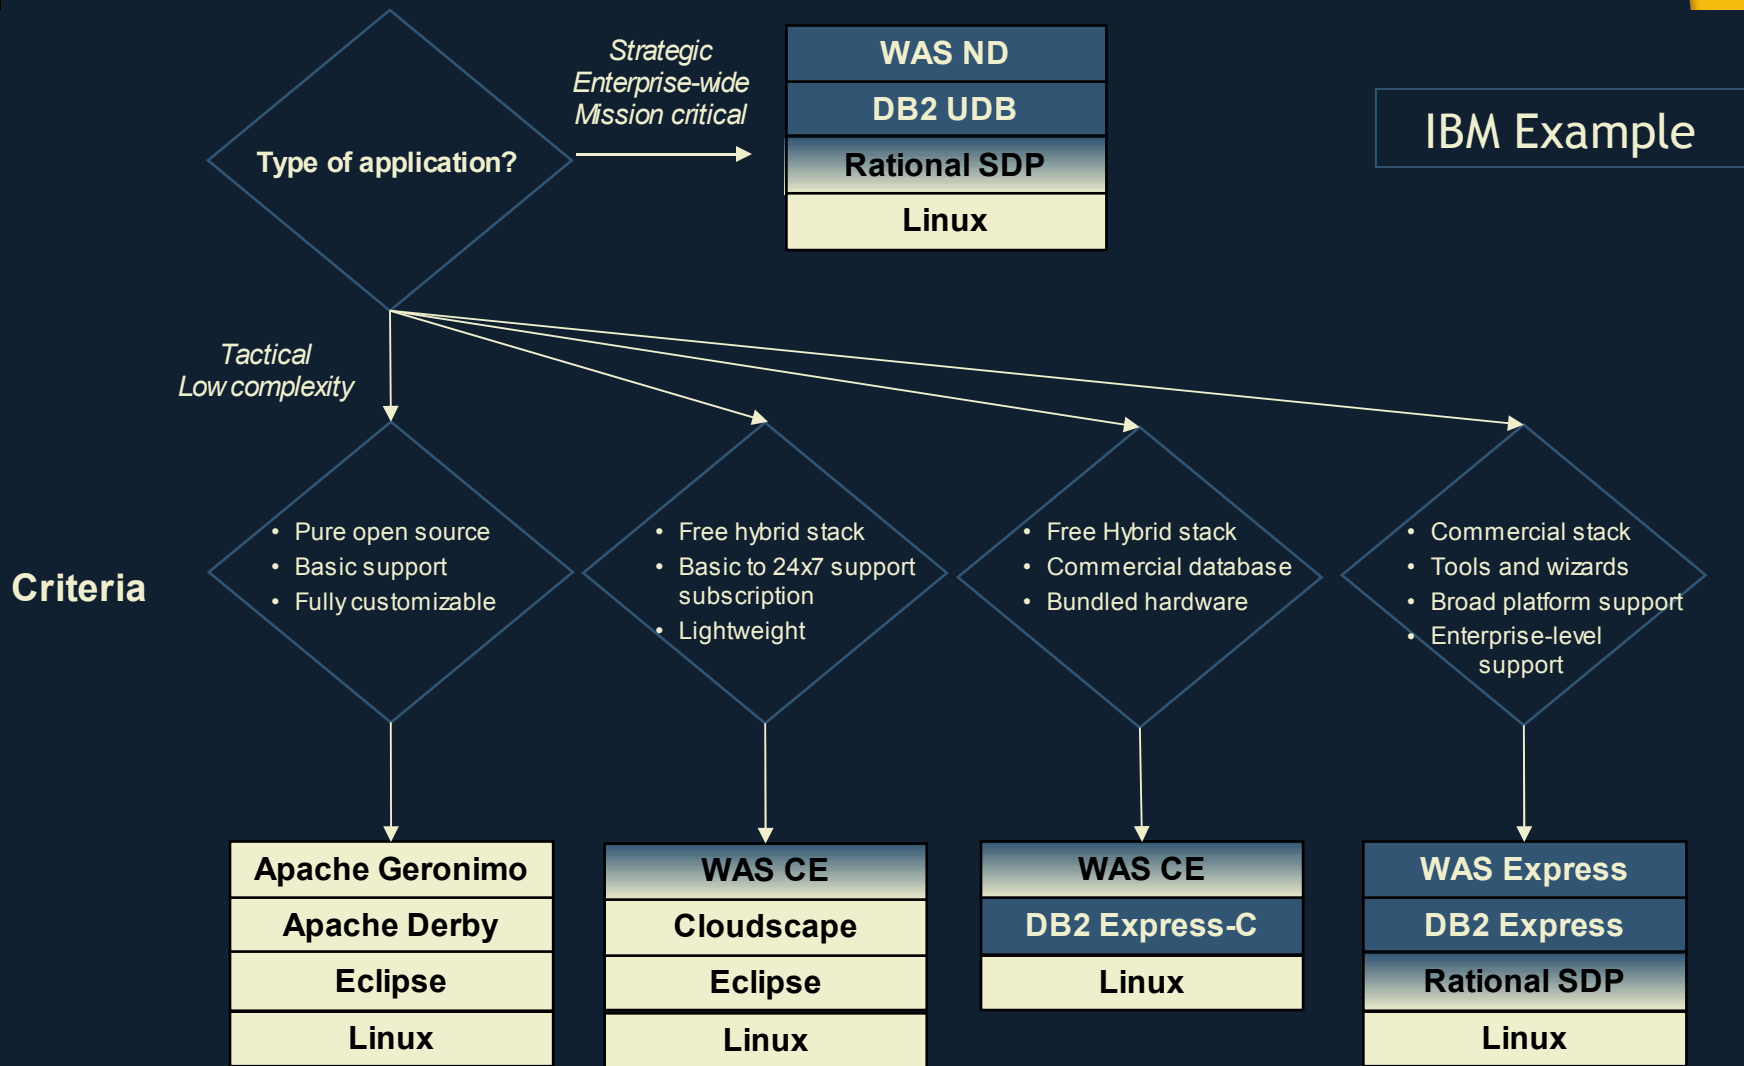 Strategic
Enterprise-wide
Mission critical
WAS ND
DB2 UDB
Rational SDP
Linux
IBM Example
Type of application?
Tactical
Low complexity
Criteria
• Pure open source
• Basic support
• Fully customizable
• Free hybrid stack
• Basic to 24x7 support
subscription
• Lightweight
• Free Hybrid stack
• Commercial database
• Bundled hardware
• Commercial stack
• Tools and wizards
• Broad platform support
• Enterprise-level
support
Apache Geronimo
Apache Derby
Eclipse
Linux
WAS CE
Cloudscape
Eclipse
Linux
WAS CE
DB2 Express-C
Linux
WAS Express
DB2 Express
Rational SDP
Linux